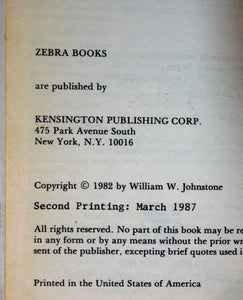 ZEBRA BOOKS
are published by
KENSINGTON PUBLISHING CORP.
475 Park Avenue South
New York, N.Y. 10016
Copyright © 1982 by William W. Johnstone
Second Printing: March 1987
All rights reserved. No part of this book may be re
in any form or by any means without the prior wr
sent of the publisher, excepting brief quotes used i
Printed in the United States of America